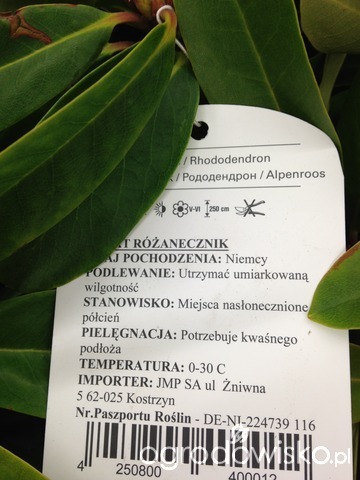 / Rhododendron
/ Рододендрон / Alpenroos
V-VI 250 cm
RÓŻANECZNIK
POCHODZENIA: Niemcy
PODLEWANIE: Utrzymać umiarkowaną
wilgotność
STANOWISKO: Miejsca nasłonecznione
półcień
PIELĘGNACJA: Potrzebuje kwaśnego
podłoża
TEMPERATURA: 0-30 C
IMPORTER: JMP SA ul Żniwna
5 62-025 Kostrzyn
Nr.Paszportu Roślin - DE-NI-224739 116
4 250800 400012
ogrodowisko.pl